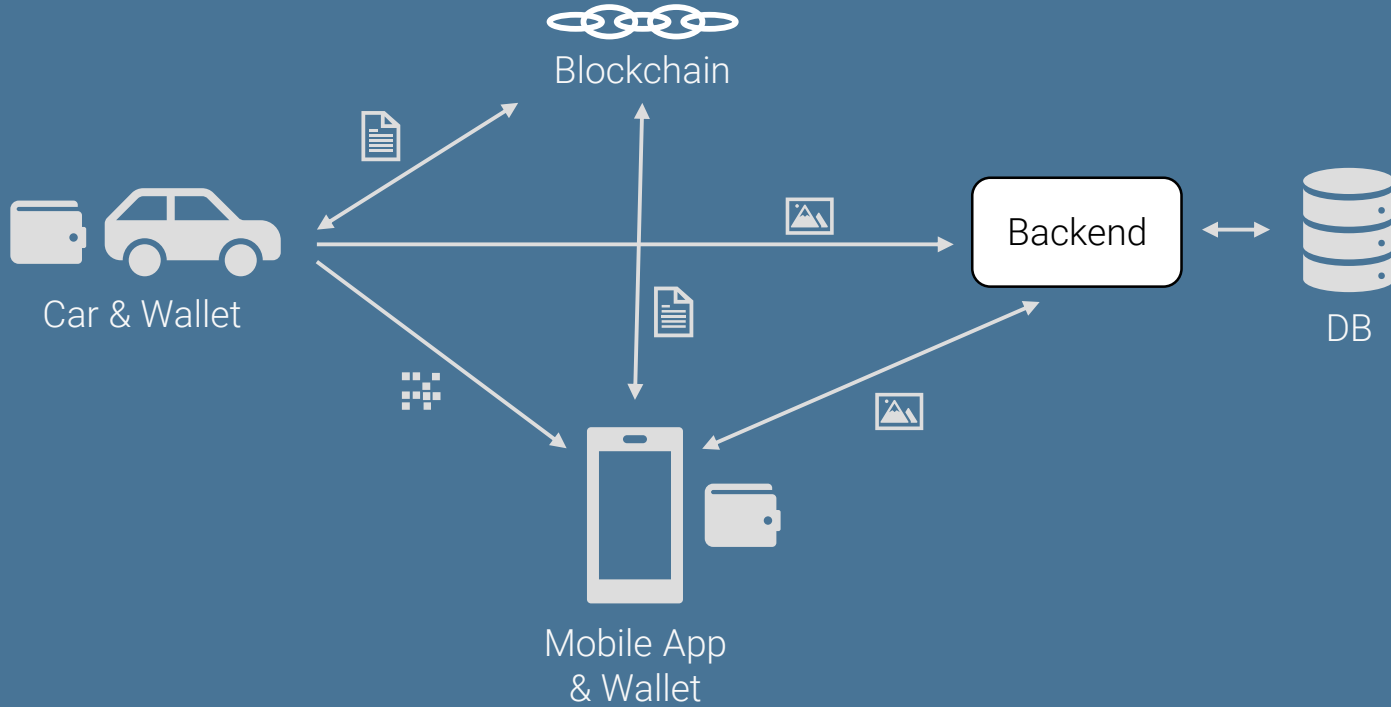 Blockchain
Backend
Car & Wallet
DB
Mobile App
& Wallet